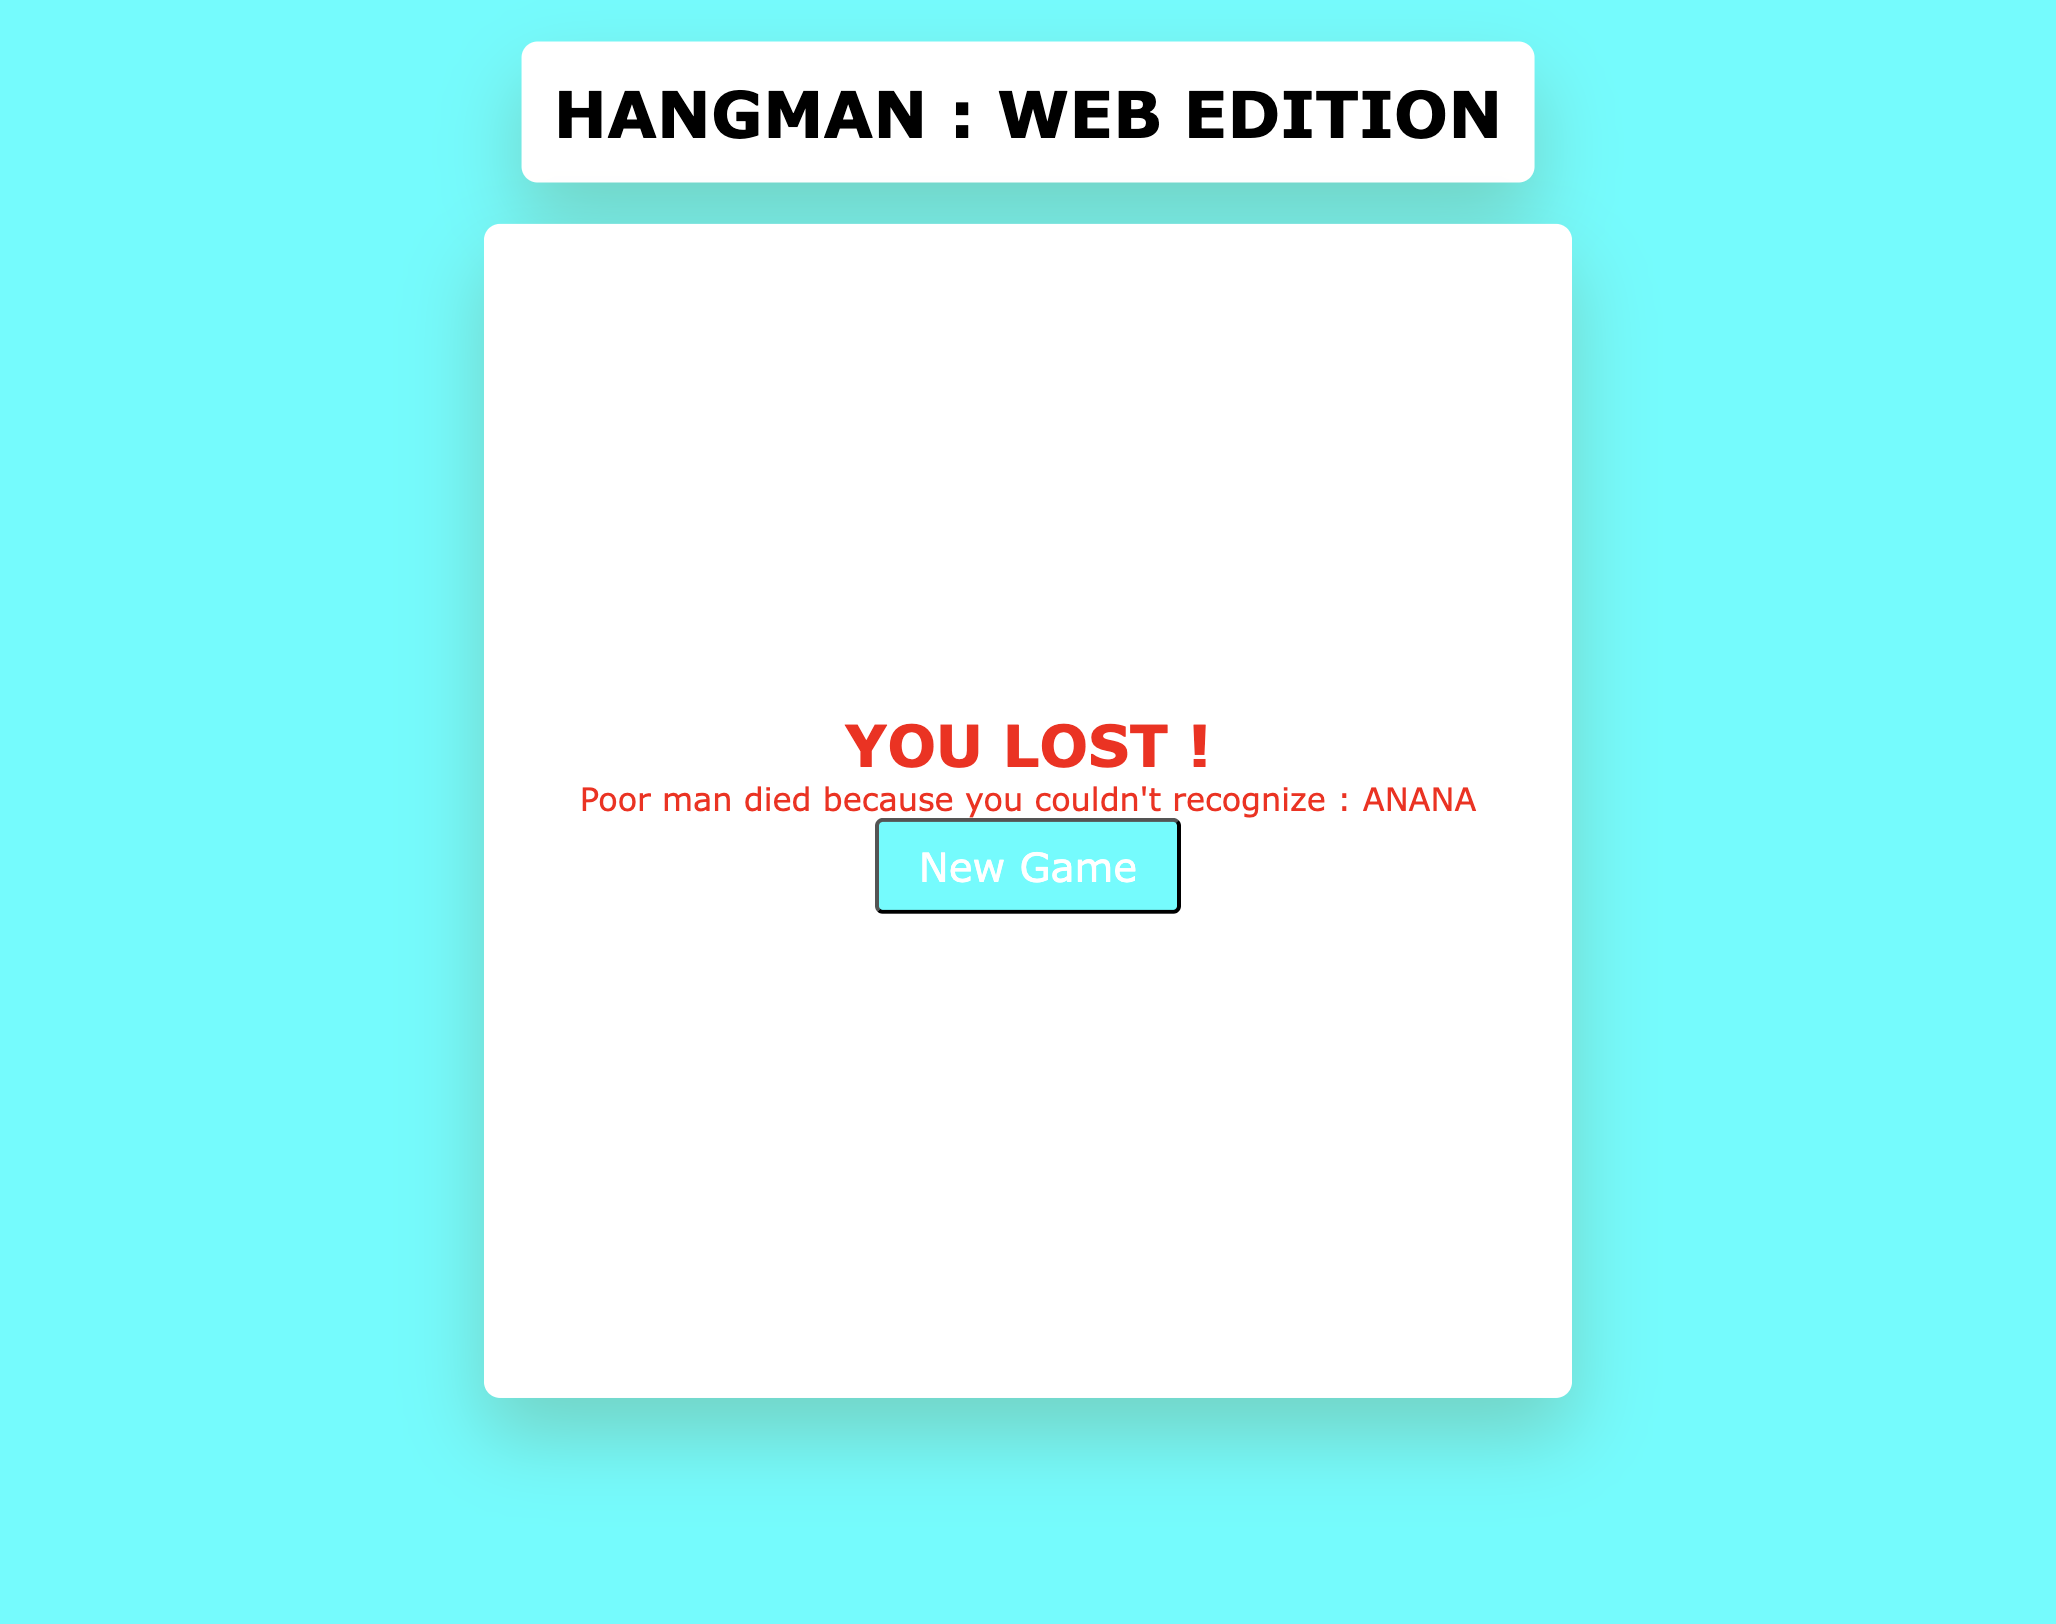 HANGMAN : WEB EDITION
YOU LOST !
Poor man died because you couldn't recognize : ANANA
New Game